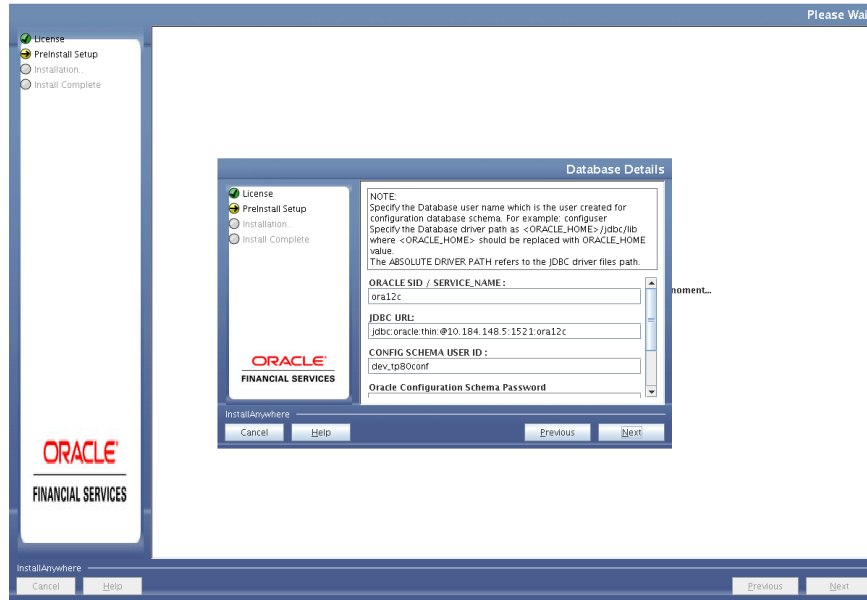 Please Wai
License
PreInstall Setup
Installation..
Install Complete
Database Details
License
PreInstall Setup
Installation..
Install Complete
NOTE:
Specify the Database user name which is the user created for
configuration database schema. For example: configuser
Specify the Database driver path as <ORACLE_HOME>/jdbc/lib
where <ORACLE_HOME> should be replaced with ORACLE_HOME
value.
The ABSOLUTE DRIVER PATH refers to the JDBC driver files path.
ORACLE SID / SERVICE_NAME :
ora12c
JDBC URL:
jdbc:oracle:thin:@10.184.148.5:1521:ora12c
CONFIG SCHEMA USER ID :
dev_tp80conf
Oracle Configuration Schema Password
ORACLE'
FINANCIAL SERVICES
InstallAnywhere
Cancel
Help
Previous
Next
moment...
ORACLE'
FINANCIAL SERVICES
InstallAnywhere
Cancel
Help
Previous
Next